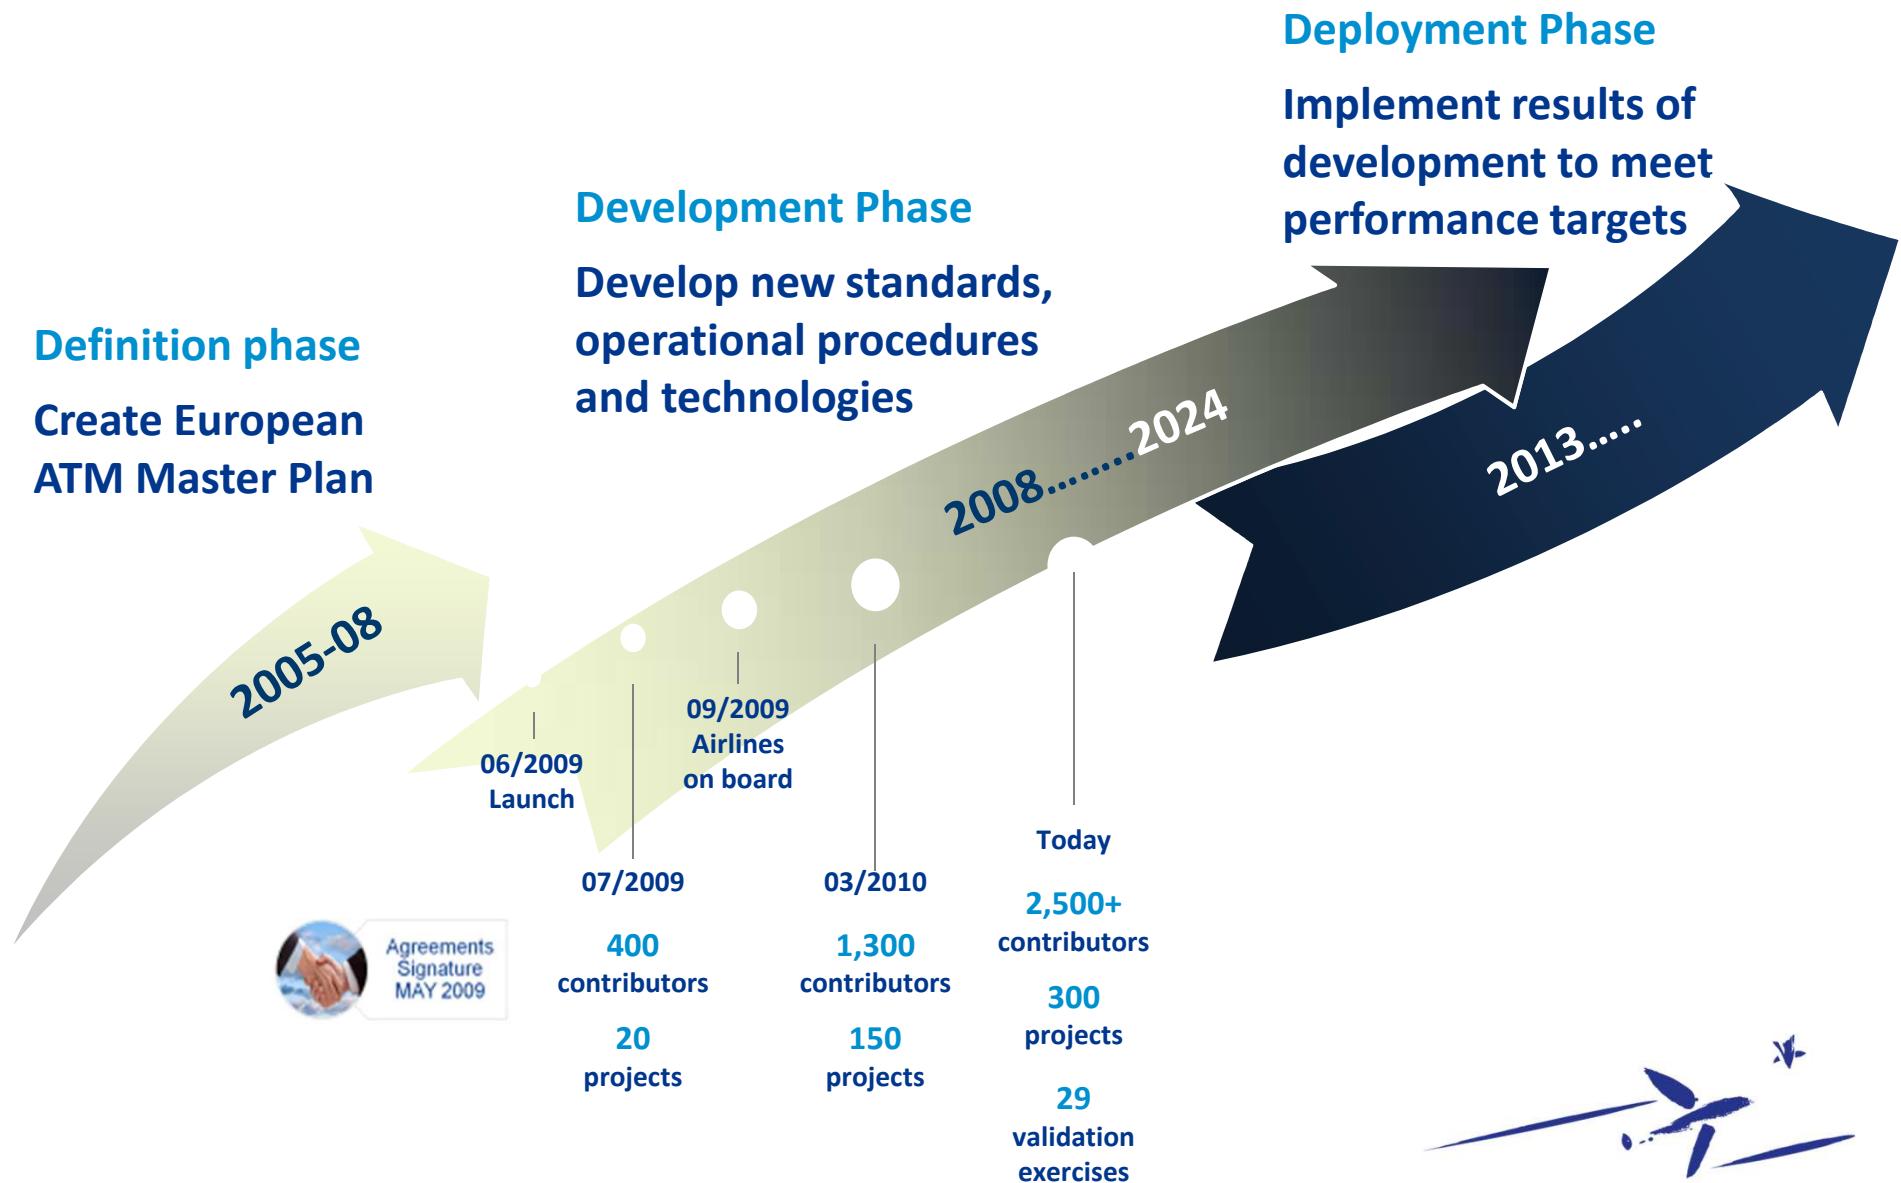 Deployment Phase
Implement results of
development to meet
performance targets
Development Phase
Develop new standards,
operational procedures
and technologies
Definition phase
Create European
ATM Master Plan
2005-08
2008........2024
2013.....
06/2009
Launch
09/2009
Airlines
on board
07/2009
400
contributors
20
projects
03/2010
1,300
contributors
150
projects
Today
2,500+
contributors
300
projects
29
validation
exercises
Agreements
Signature
MAY 2009